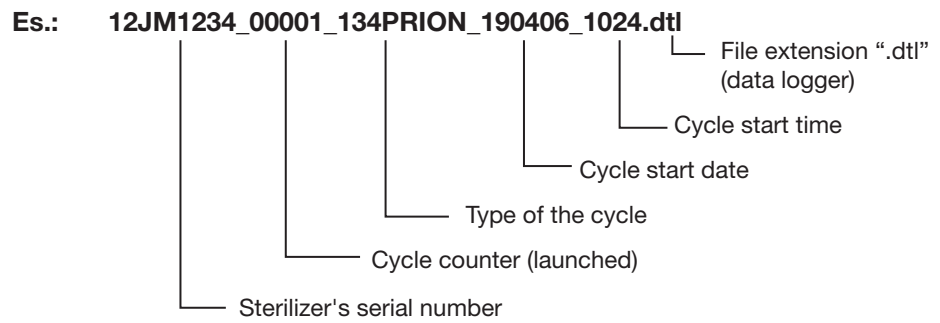 Es.: 12JM1234_00001_134PRION_190406_1024.dtl
File extension “.dtl”
(data logger)
Cycle start time
Cycle start date
Type of the cycle
Cycle counter (launched)
Sterilizer's serial number